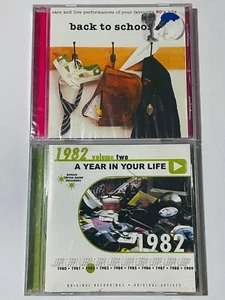 rare and live performances of your favourite 80's hits
back to school
1982 volume two
A YEAR IN YOUR LIFE
1982
1980 • 1981 • 1982 • 1983 • 1984 • 1985 • 1986 • 1987 • 1988 • 1989
ORIGINAL RECORDINGS • ORIGINAL ARTISTS